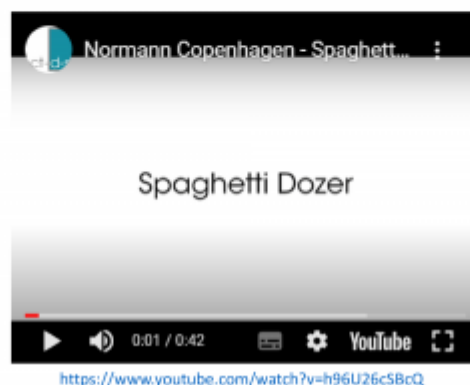 Normann Copenhagen - Spaghett...
Spaghetti Dozer
0:01 / 0:42
YouTube
https://www.youtube.com/watch?v=h96U26cSBcQ